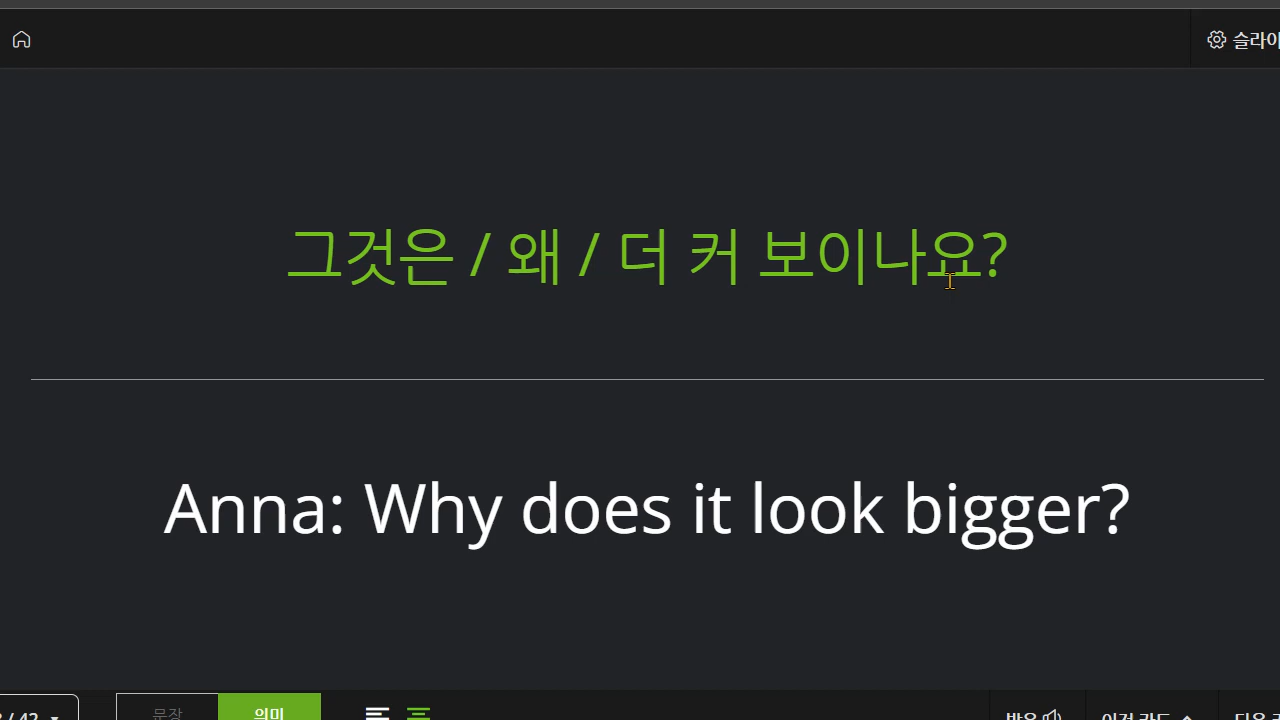 슬라이
그것은 / 왜 / 더 커 보이나요?
Anna: Why does it look bigger?
/ 42 문장 의미